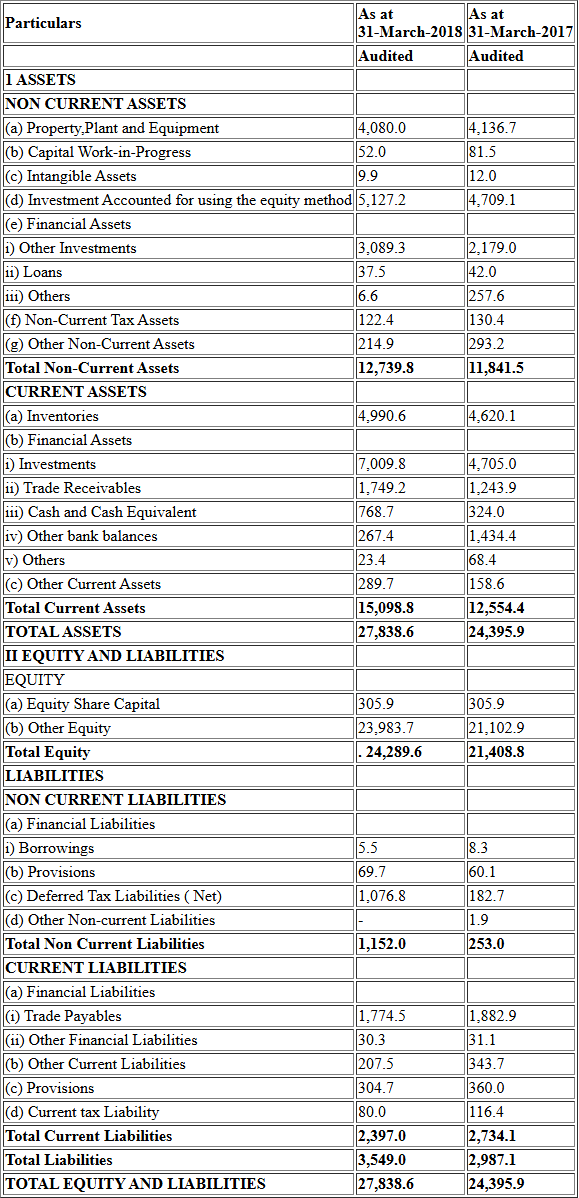 Particulars As at 31-March-2018 As at 31-March-2017
Audited Audited
I ASSETS
NON CURRENT ASSETS
(a) Property,Plant and Equipment 4,080.0 4,136.7
(b) Capital Work-in-Progress 52.0 81.5
(c) Intangible Assets 9.9 12.0
(d) Investment Accounted for using the equity method 5,127.2 4,709.1
(e) Financial Assets
i) Other Investments 3,089.3 2,179.0
ii) Loans 37.5 42.0
iii) Others 6.6 257.6
(f) Non-Current Tax Assets 122.4 130.4
(g) Other Non-Current Assets 214.9 293.2
Total Non-Current Assets 12,739.8 11,841.5
CURRENT ASSETS
(a) Inventories 4,990.6 4,620.1
(b) Financial Assets
i) Investments 7,009.8 4,705.0
ii) Trade Receivables 1,749.2 1,243.9
iii) Cash and Cash Equivalent 768.7 324.0
iv) Other bank balances 267.4 1,434.4
v) Others 23.4 68.4
(c) Other Current Assets 289.7 158.6
Total Current Assets 15,098.8 12,554.4
TOTAL ASSETS 27,838.6 24,395.9
II EQUITY AND LIABILITIES
EQUITY
(a) Equity Share Capital 305.9 305.9
(b) Other Equity 23,983.7 21,102.9
Total Equity . 24,289.6 21,408.8
LIABILITIES
NON CURRENT LIABILITIES
(a) Financial Liabilities
i) Borrowings 5.5 8.3
(b) Provisions 69.7 60.1
(c) Deferred Tax Liabilities ( Net) 1,076.8 182.7
(d) Other Non-current Liabilities - 1.9
Total Non Current Liabilities 1,152.0 253.0
CURRENT LIABILITIES
(a) Financial Liabilities
(i) Trade Payables 1,774.5 1,882.9
(ii) Other Financial Liabilities 30.3 31.1
(b) Other Current Liabilities 207.5 343.7
(c) Provisions 304.7 360.0
(d) Current tax Liability 80.0 116.4
Total Current Liabilities 2,397.0 2,734.1
Total Liabilities 3,549.0 2,987.1
TOTAL EQUITY AND LIABILITIES 27,838.6 24,395.9